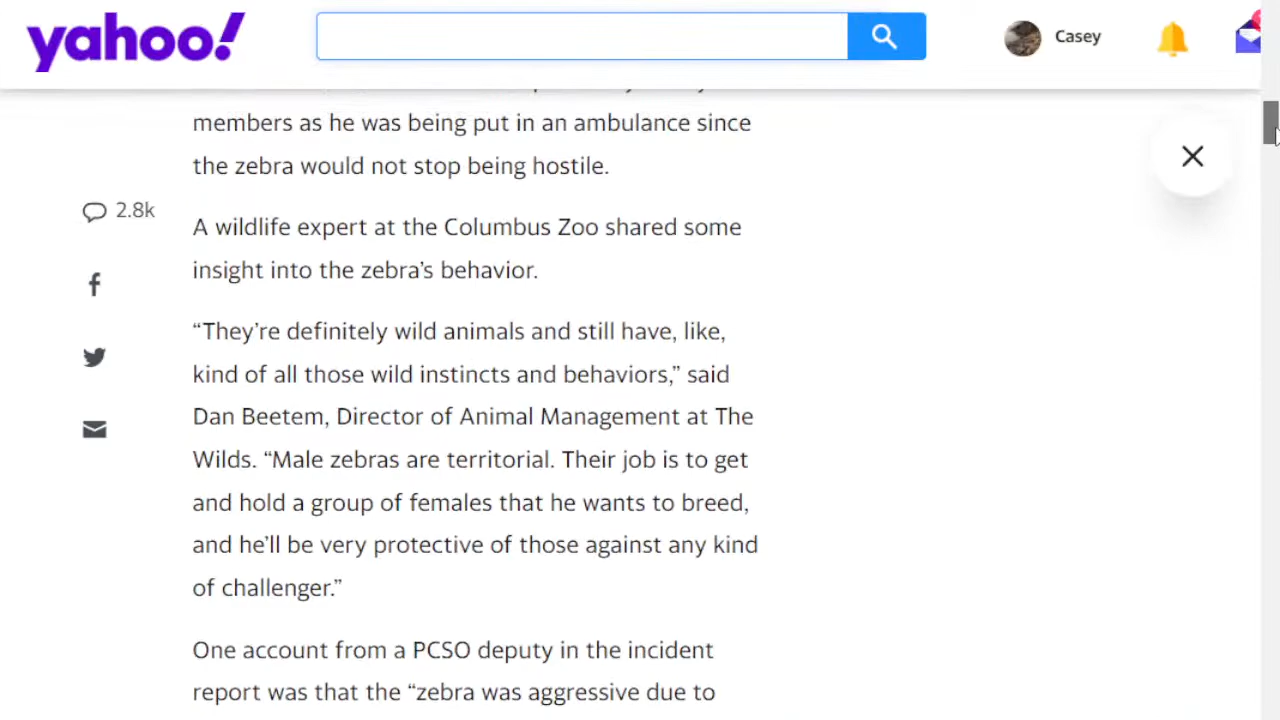 yahoo!
Casey
members as he was being put in an ambulance since
the zebra would not stop being hostile.
2.8k
A wildlife expert at the Columbus Zoo shared some
insight into the zebra’s behavior.
“They’re definitely wild animals and still have, like,
kind of all those wild instincts and behaviors,” said
Dan Beetem, Director of Animal Management at The
Wilds. “Male zebras are territorial. Their job is to get
and hold a group of females that he wants to breed,
and he’ll be very protective of those against any kind
of challenger.”
One account from a PCSO deputy in the incident
report was that the “zebra was aggressive due to